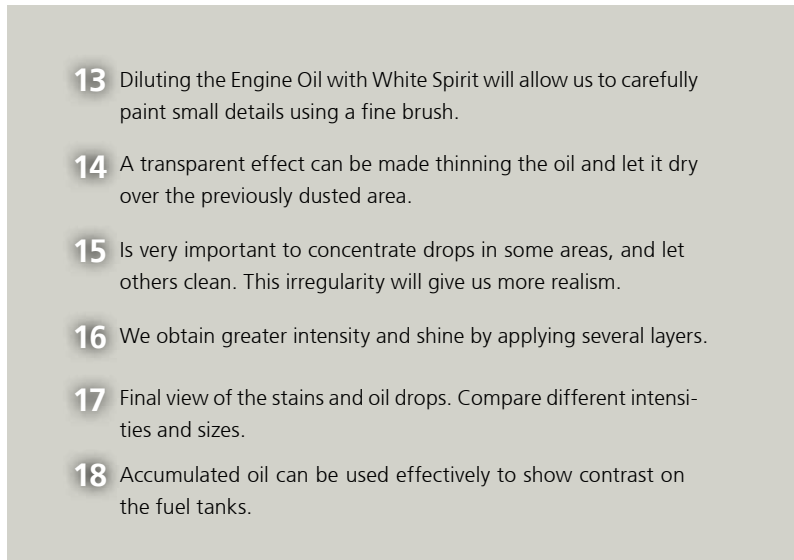 13 Diluting the Engine Oil with White Spirit will allow us to carefully
paint small details using a fine brush.
14 A transparent effect can be made thinning the oil and let it dry
over the previously dusted area.
15 Is very important to concentrate drops in some areas, and let
others clean. This irregularity will give us more realism.
16 We obtain greater intensity and shine by applying several layers.
17 Final view of the stains and oil drops. Compare different intensi-
ties and sizes.
18 Accumulated oil can be used effectively to show contrast on
the fuel tanks.